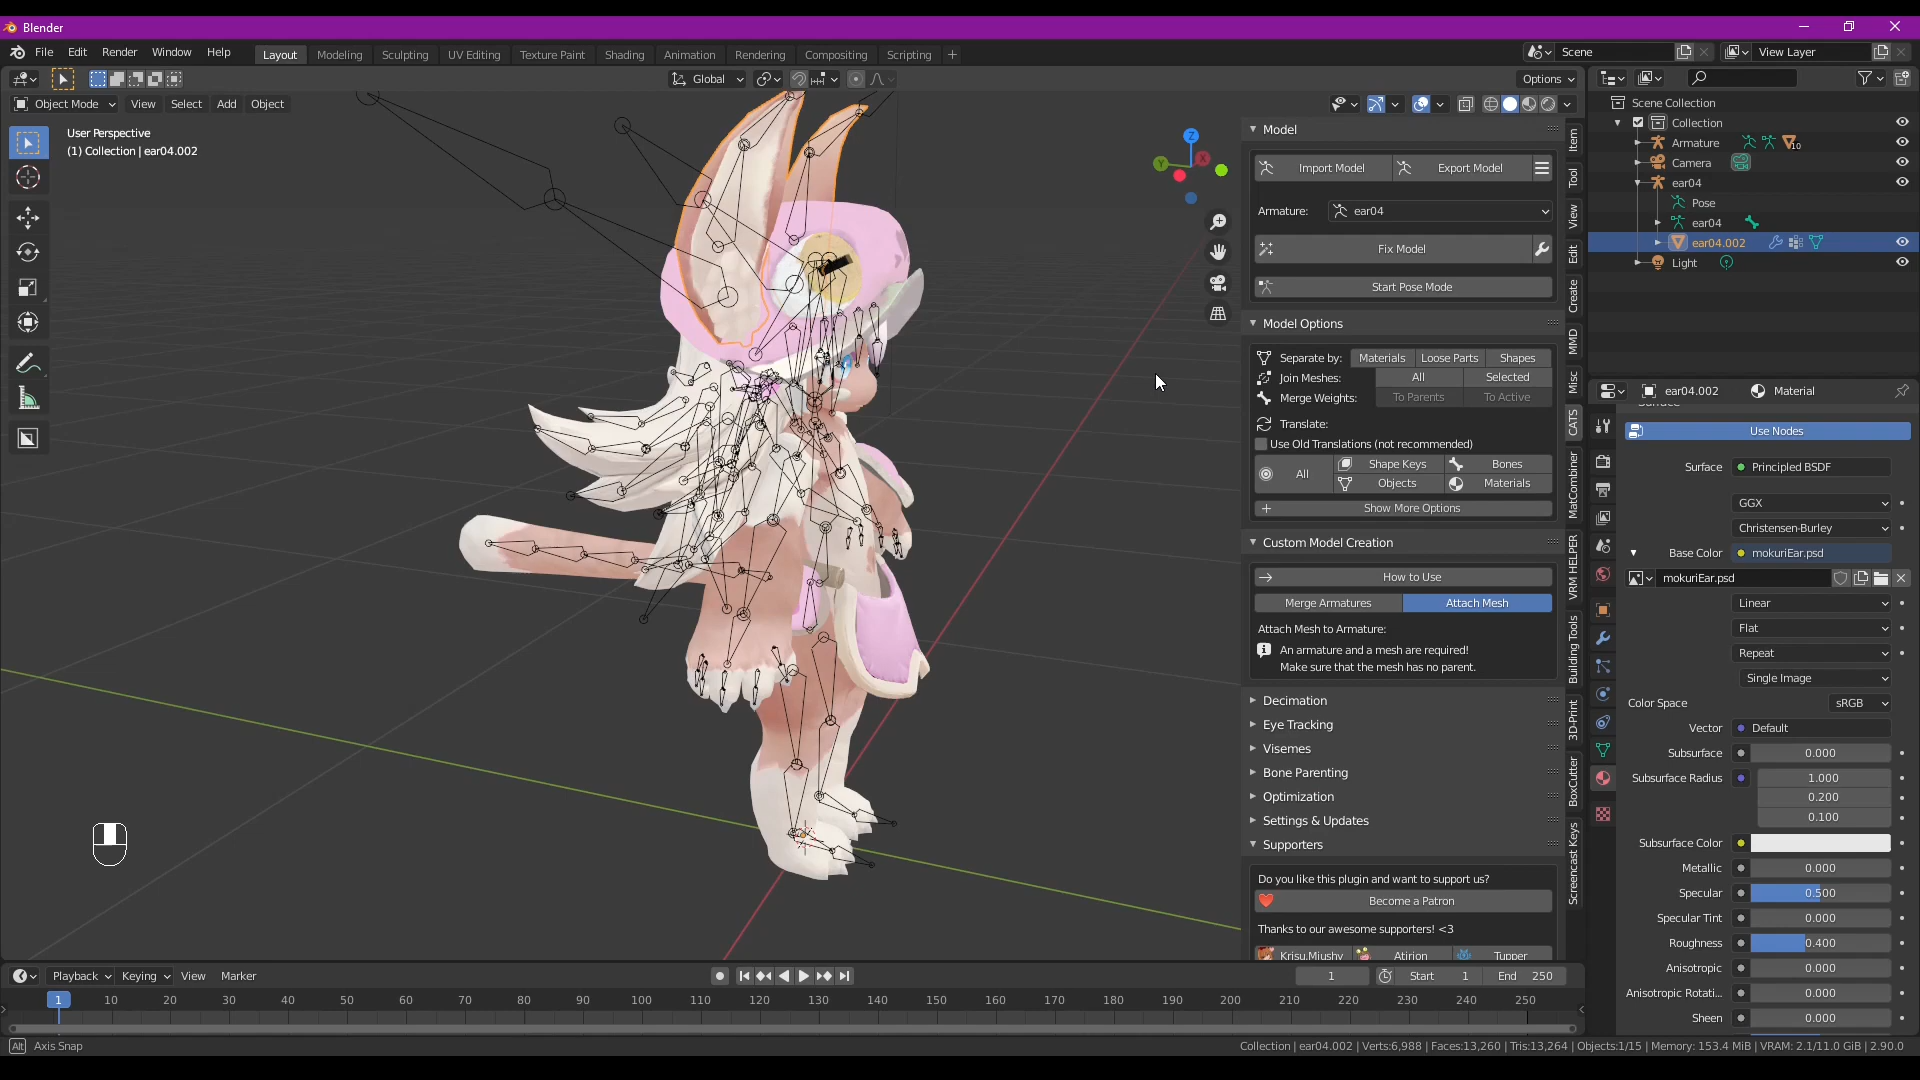 Blender
File Edit Render Window Help
Layout Modeling Sculpting UV Editing Texture Paint Shading Animation Rendering Compositing Scripting +
Scene View Layer
Global Options
Object Mode View Select Add Object
User Perspective
(1) Collection | ear04.002
Z
Y
X
Item
Tool
View
Edit
Create
MMD
Misc
CATS
MatCombiner
VRM HELPER
Building Tools
3D-Print
BoxCutter
Screencast Keys
Model
Import Model Export Model
Armature: ear04
Fix Model
Start Pose Mode
Model Options
Separate by: Materials Loose Parts Shapes
Join Meshes: All Selected
Merge Weights: To Parents To Active
Translate:
Use Old Translations (not recommended)
All Shape Keys Bones
Objects Materials
Show More Options
Custom Model Creation
How to Use
Merge Armatures Attach Mesh
Attach Mesh to Armature:
An armature and a mesh are required!
Make sure that the mesh has no parent.
Decimation
Eye Tracking
Visemes
Bone Parenting
Optimization
Settings & Updates
Supporters
Do you like this plugin and want to support us?
Become a Patron
Thanks to our awesome supporters! <3
Krisu,Miushy Atirion Tupper
Scene Collection
Collection
Armature 10
Camera
ear04
Pose
ear04
ear04.002
Light
ear04.002 Material
Surface
Use Nodes
Surface Principled BSDF
GGX
Christensen-Burley
Base Color mokuriEar.psd
mokuriEar.psd
Linear
Flat
Repeat
Single Image
Color Space sRGB
Vector Default
Subsurface 0.000
Subsurface Radius 1.000
0.200
0.100
Subsurface Color
Metallic 0.000
Specular 0.500
Specular Tint 0.000
Roughness 0.400
Anisotropic 0.000
Anisotropic Rotati... 0.000
Sheen 0.000
Playback Keying View Marker 1 Start 1 End 250
1 10 20 30 40 50 60 70 80 90 100 110 120 130 140 150 160 170 180 190 200 210 220 230 240 250
Alt Axis Snap
Collection | ear04.002 | Verts:6,988 | Faces:13,260 | Tris:13,264 | Objects:1/15 | Memory: 153.4 MiB | VRAM: 2.1/11.0 GiB | 2.90.0